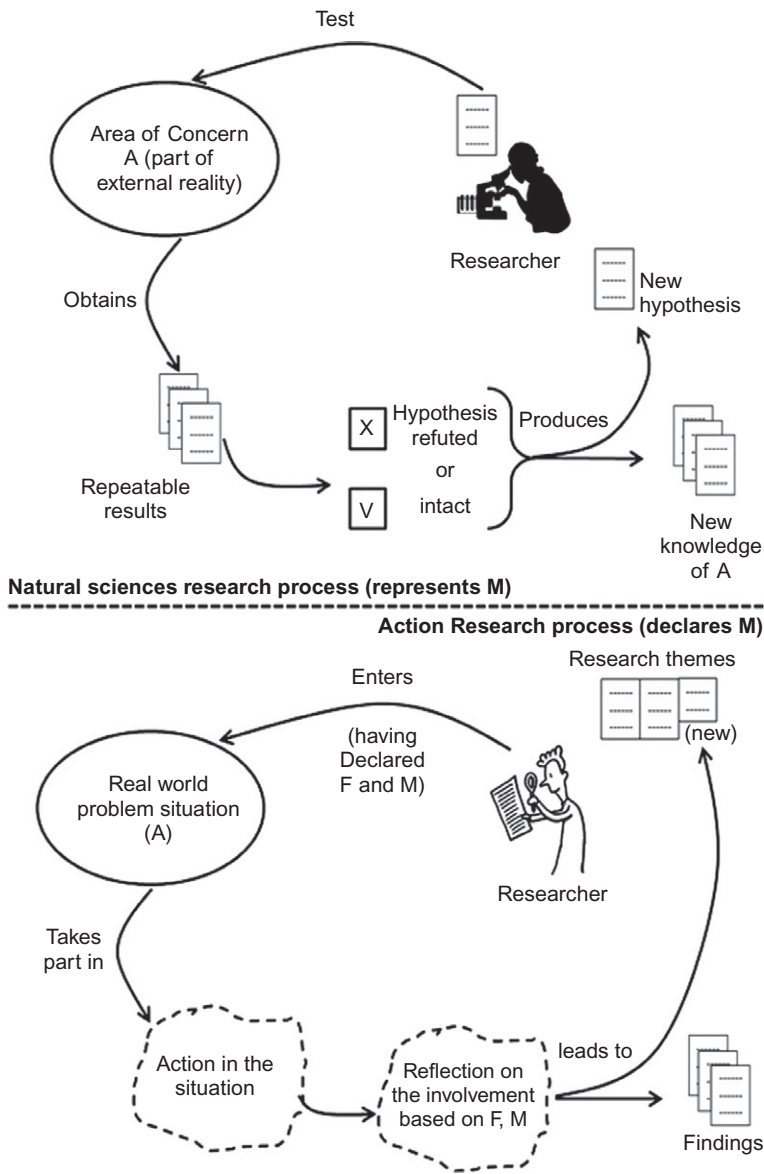 Test
Area of Concern
A (part of
external reality)
Researcher
New
hypothesis
Obtains
Repeatable
results
X
Hypothesis
refuted
or
V
intact
Produces
New
knowledge
of A
Natural sciences research process (represents M)
Action Research process (declares M)
Research themes
(new)
Enters
(having
Declared
F and M)
Real world
problem situation
(A)
Researcher
Takes
part in
Action in the
situation
Reflection on
the involvement
based on F, M
leads to
Findings